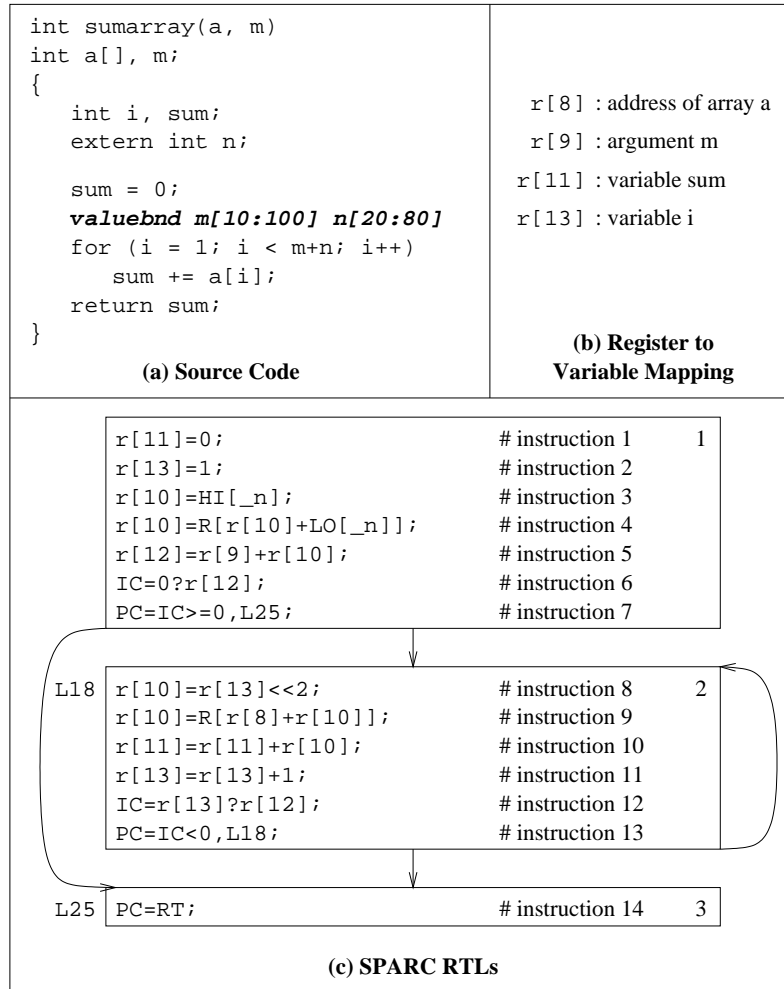 int sumarray(a, m)
int a[], m;
{
int i, sum;
extern int n;
sum = 0;
valuebnd m[10:100] n[20:80]
for (i = 1; i < m+n; i++)
sum += a[i];
return sum;
}
(a) Source Code
r[8] : address of array a
r[9] : argument m
r[11] : variable sum
r[13] : variable i
(b) Register to
Variable Mapping
r[11]=0; # instruction 1 1
r[13]=1; # instruction 2
r[10]=HI[_n]; # instruction 3
r[10]=R[r[10]+LO[_n]]; # instruction 4
r[12]=r[9]+r[10]; # instruction 5
IC=0?r[12]; # instruction 6
PC=IC>=0,L25; # instruction 7
L18 r[10]=r[13]<<2; # instruction 8 2
r[10]=R[r[8]+r[10]]; # instruction 9
r[11]=r[11]+r[10]; # instruction 10
r[13]=r[13]+1; # instruction 11
IC=r[13]?r[12]; # instruction 12
PC=IC<0,L18; # instruction 13
L25 PC=RT; # instruction 14 3
(c) SPARC RTLs